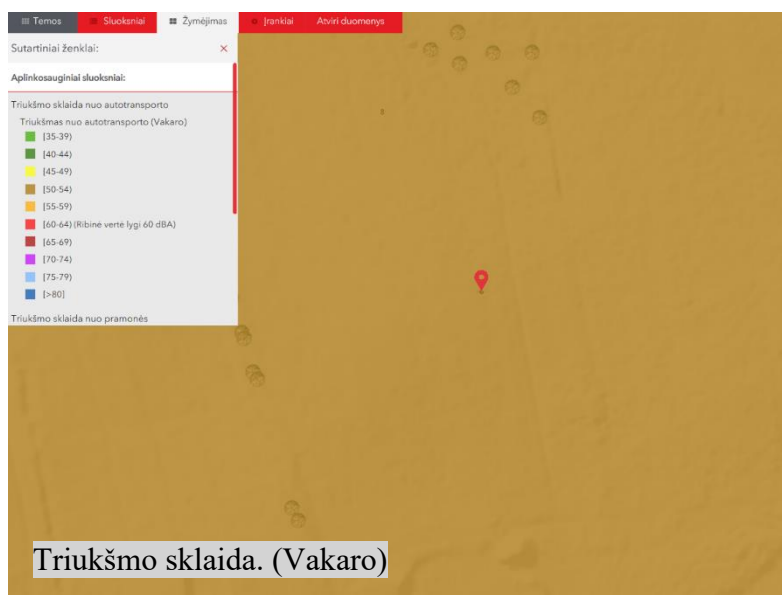 Temos
Sluoksniai
Žymėjimas
Įrankiai
Atviri duomenys
Sutartiniai ženklai:
×
Aplinkosauginiai sluoksniai:
Triukšmo sklaida nuo autotransporto
Triukšmas nuo autotransporto (Vakaro)
[35-39)
[40-44)
[45-49)
[50-54)
[55-59)
[60-64) (Ribinė vertė lygi 60 dBA)
[65-69)
[70-74)
[75-79)
[>80]
Triukšmo sklaida nuo pramonės
Triukšmo sklaida. (Vakaro)